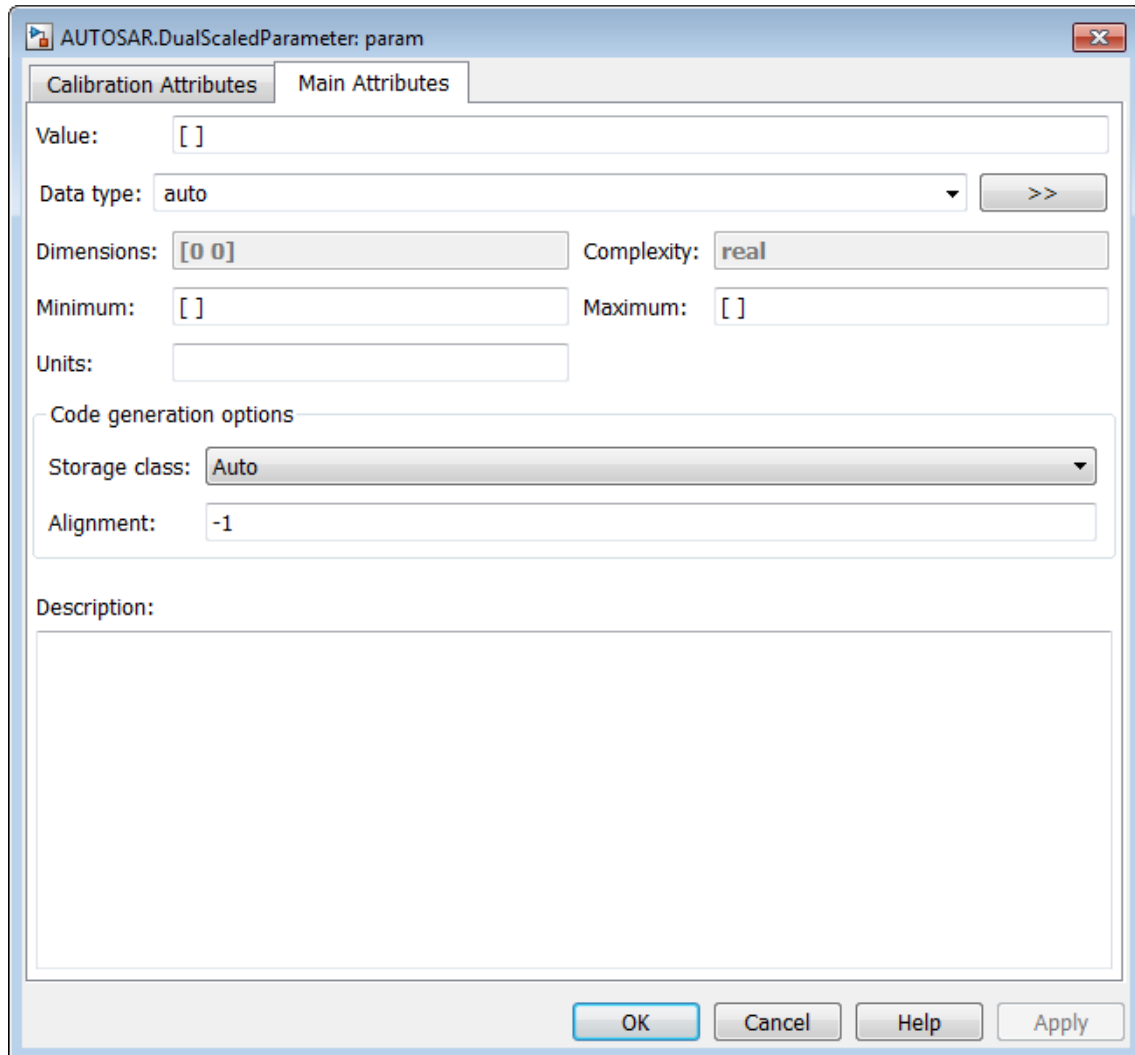 AUTOSAR.DualScaledParameter: param
Calibration Attributes Main Attributes
Value: [ ]
Data type: auto >>
Dimensions: [0 0] Complexity: real
Minimum: [ ] Maximum: [ ]
Units:
Code generation options
Storage class: Auto
Alignment: -1
Description:
OK Cancel Help Apply